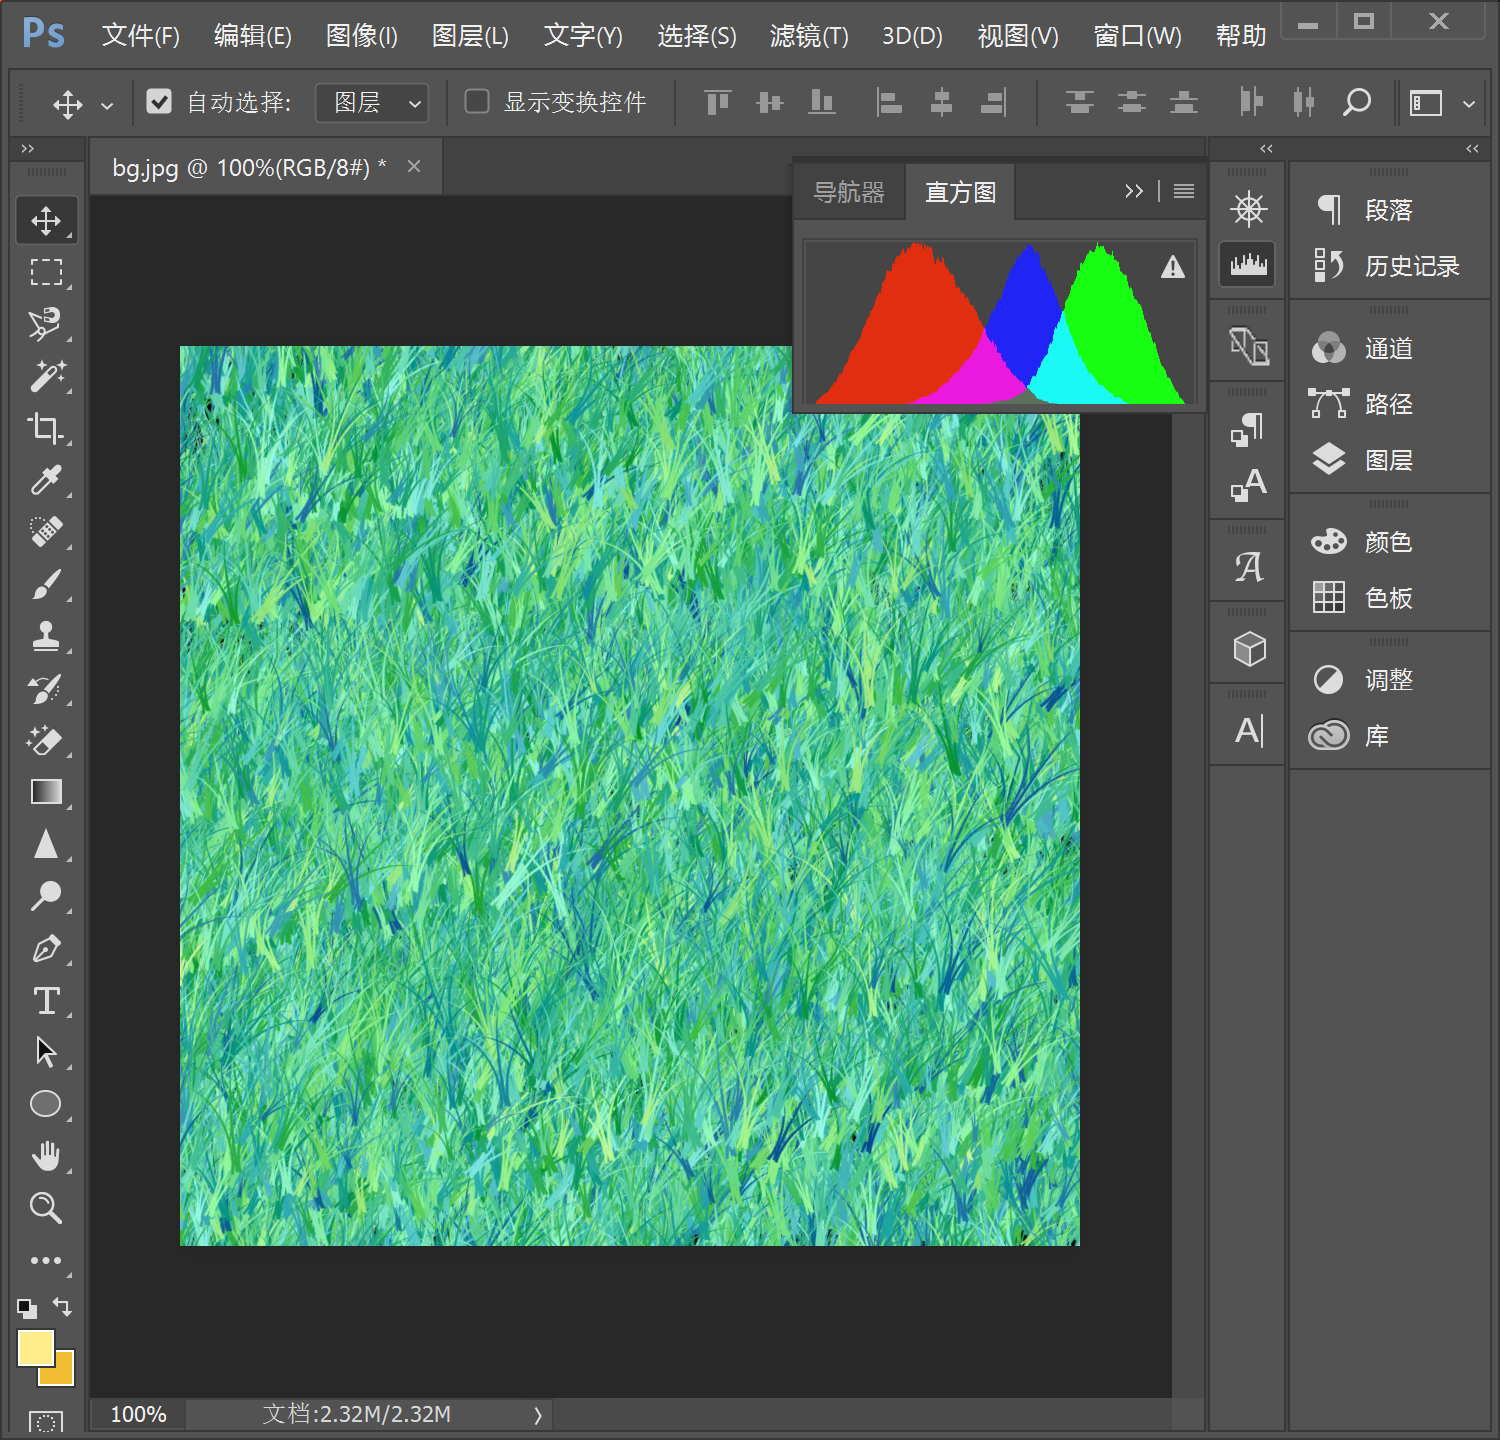 Ps 文件(F) 编辑(E) 图像(I) 图层(L) 文字(Y) 选择(S) 滤镜(T) 3D(D) 视图(V) 窗口(W) 帮助
自动选择: 图层 显示变换控件
bg.jpg @ 100%(RGB/8#) *
导航器 直方图
段落
历史记录
通道
路径
图层
颜色
色板
调整
库
100% 文档:2.32M/2.32M